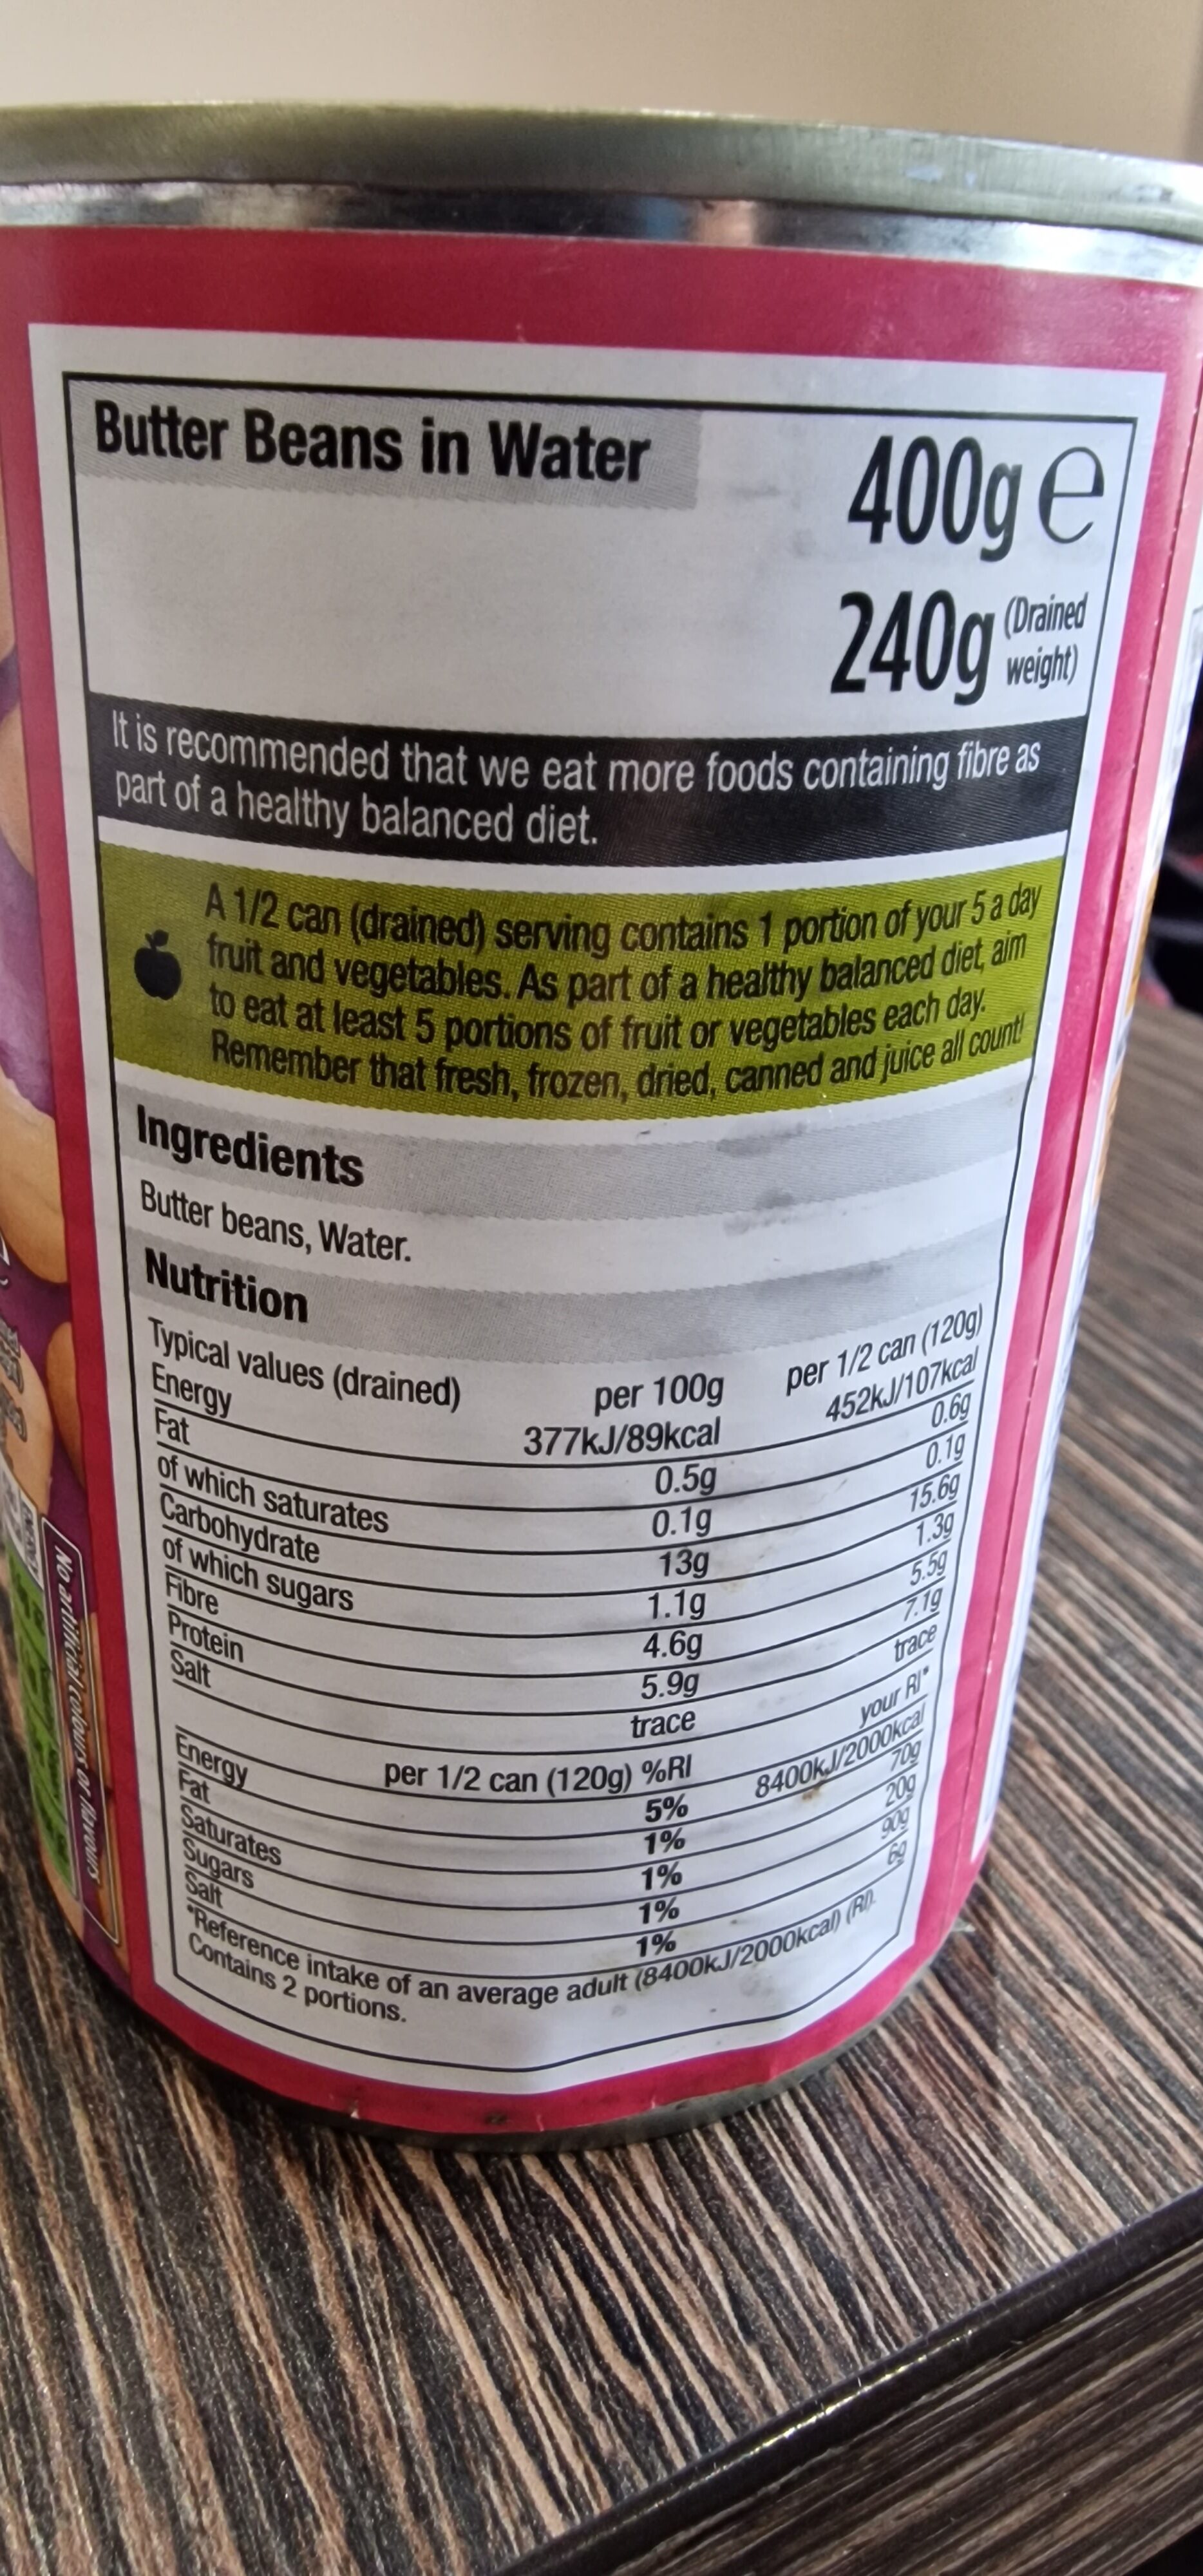 Butter Beans in Water
400g e
240g (Drained
weight)
It is recommended that we eat more foods containing fibre as
part of a healthy balanced diet.
A 1/2 can (drained) serving contains 1 portion of your 5 a day
fruit and vegetables. As part of a healthy balanced diet, aim
to eat at least 5 portions of fruit or vegetables each day.
Remember that fresh, frozen, dried, canned and juice all count!
Ingredients
Butter beans, Water.
Nutrition
Typical values (drained) per 100g per 1/2 can (120g)
Energy 377kJ/89kcal 452kJ/107kcal
Fat 0.5g 0.6g
of which saturates 0.1g 0.1g
Carbohydrate 13g 15.6g
of which sugars 1.1g 1.3g
Fibre 4.6g 5.5g
Protein 5.9g 7.1g
Salt trace trace
per 1/2 can (120g) %RI your RI*
Energy 5% 8400kJ/2000kcal
Fat 1% 70g
Saturates 1% 20g
Sugars 1% 90g
Salt 1% 6g
*Reference intake of an average adult (8400kJ/2000kcal) (RI).
Contains 2 portions.
No artificial colours or flavours